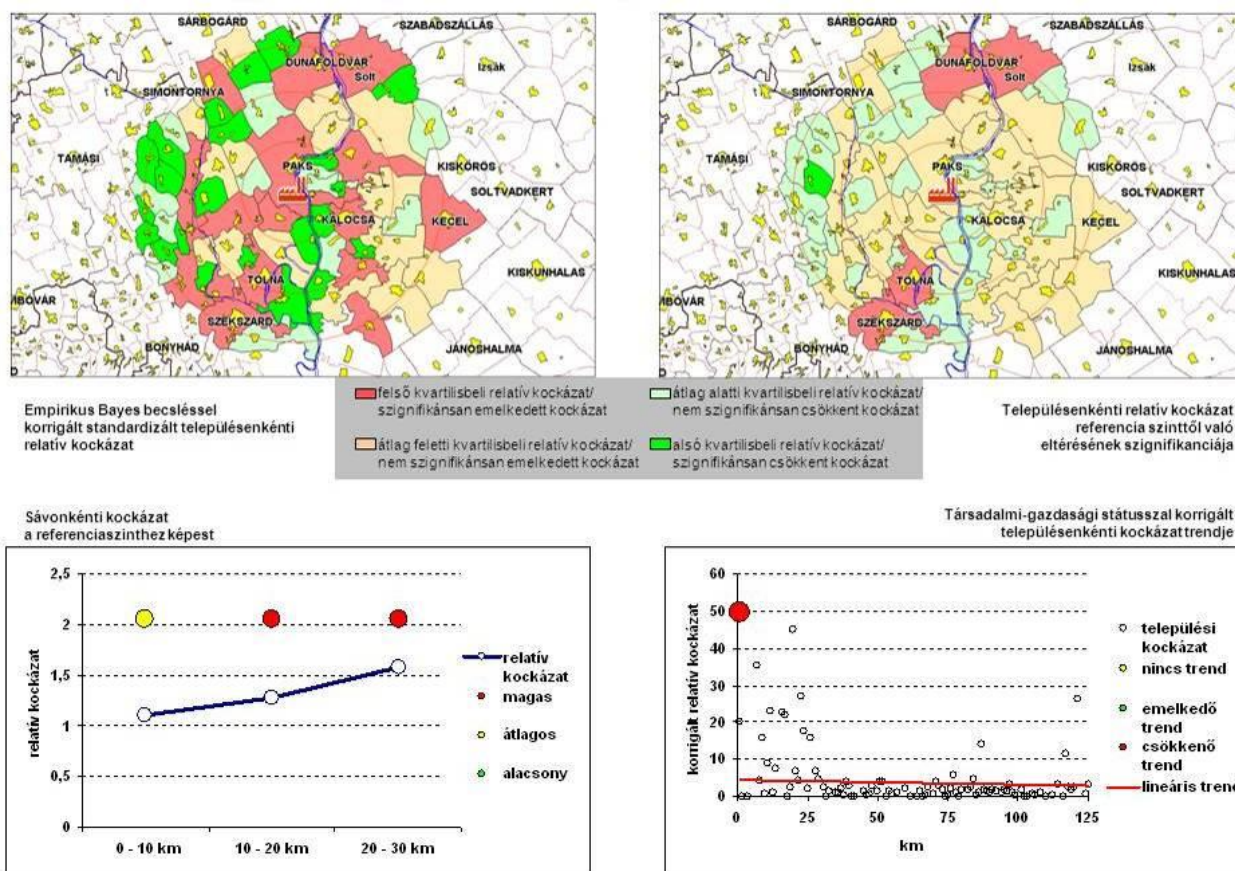 SÁRBOGÁRD
SZABADSZÁLLÁS
DUNAFÖLDVÁR
Solt
Izsák
SIMONTORNYA
TAMÁSI
PAKS
KISKŐRÖS
SOLTVADKERT
KALOCSA
KECEL
TOLNA
KISKUNHALAS
MBOVÁR
SZEKSZÁRD
BONYHÁD
JÁNOSHALMA
SÁRBOGÁRD
SZABADSZÁLLÁS
DUNAFÖLDVÁR
Solt
Izsák
SIMONTORNYA
TAMÁSI
PAKS
KISKŐRÖS
SOLTVADKERT
KALOCSA
KECEL
TOLNA
KISKUNHALAS
MBOVÁR
SZEKSZÁRD
BONYHÁD
JÁNOSHALMA
Empirikus Bayes becsléssel
korrigált standardizált településenkénti
relatív kockázat
felső kvartilisbeli relatív kockázat/
szignifikánsan emelkedett kockázat
átlag feletti kvartilisbeli relatív kockázat/
nem szignifikánsan emelkedett kockázat
átlag alatti kvartilisbeli relatív kockázat/
nem szignifikánsan csökkent kockázat
alsó kvartilisbeli relatív kockázat/
szignifikánsan csökkent kockázat
Településenkénti relatív kockázat
referencia szinttől való
eltérésének szignifikanciája
Sávonkénti kockázat
a referenciaszinthez képest
relatív kockázat
2,5
2
1,5
1
0,5
0
0 - 10 km
10 - 20 km
20 - 30 km
relatív
kockázat
magas
átlagos
alacsony
Társadalmi-gazdasági státusszal korrigált
településenkénti kockázat trendje
korrigált relatív kockázat
60
50
40
30
20
10
0
0
25
50
75
100
125
km
települési
kockázat
nincs trend
emelkedő
trend
csökkenő
trend
lineáris trend